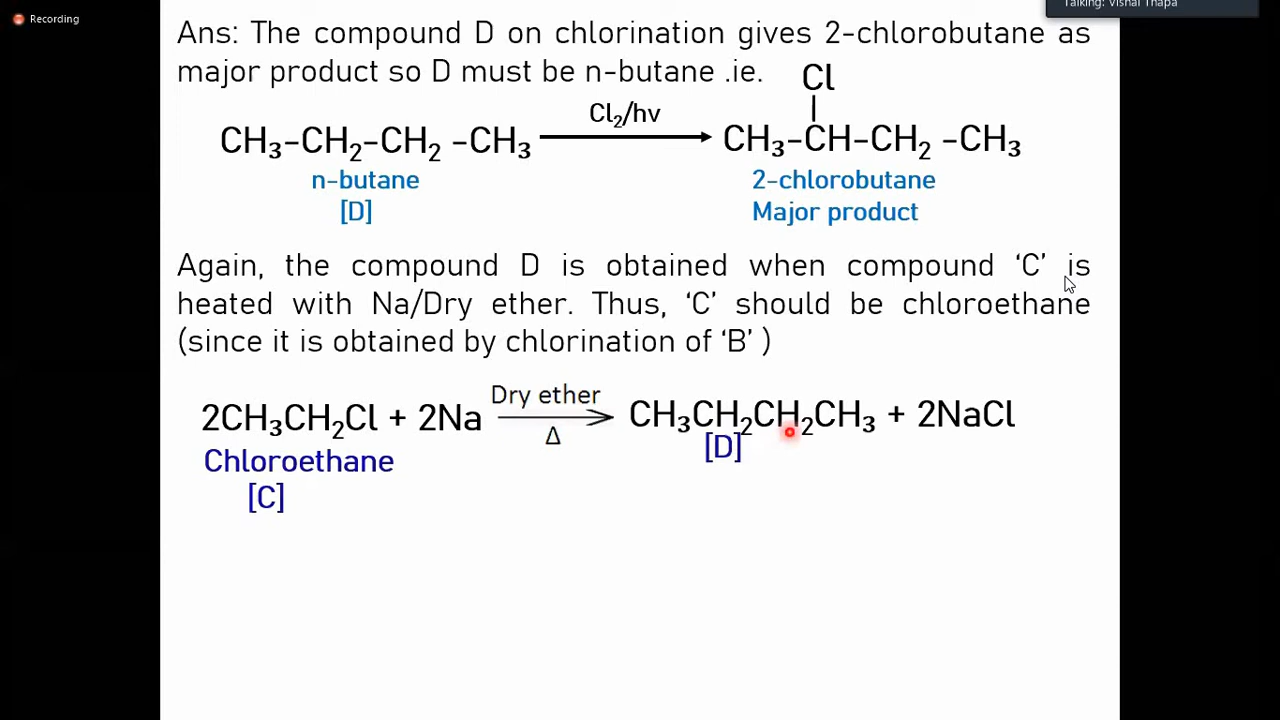 Recording
Talking: Vishal Thapa
Ans: The compound D on chlorination gives 2-chlorobutane as
major product so D must be n-butane .ie.
Cl
Cl₂/hv
CH₃–CH₂–CH₂ –CH₃ CH₃–CH–CH₂ –CH₃
n-butane 2-chlorobutane
[D] Major product
Again, the compound D is obtained when compound ‘C’ is
heated with Na/Dry ether. Thus, ‘C’ should be chloroethane
(since it is obtained by chlorination of ‘B’ )
Dry ether
2CH₃CH₂Cl + 2Na CH₃CH₂CH₂CH₃ + 2NaCl
Δ
Chloroethane [D]
[C]